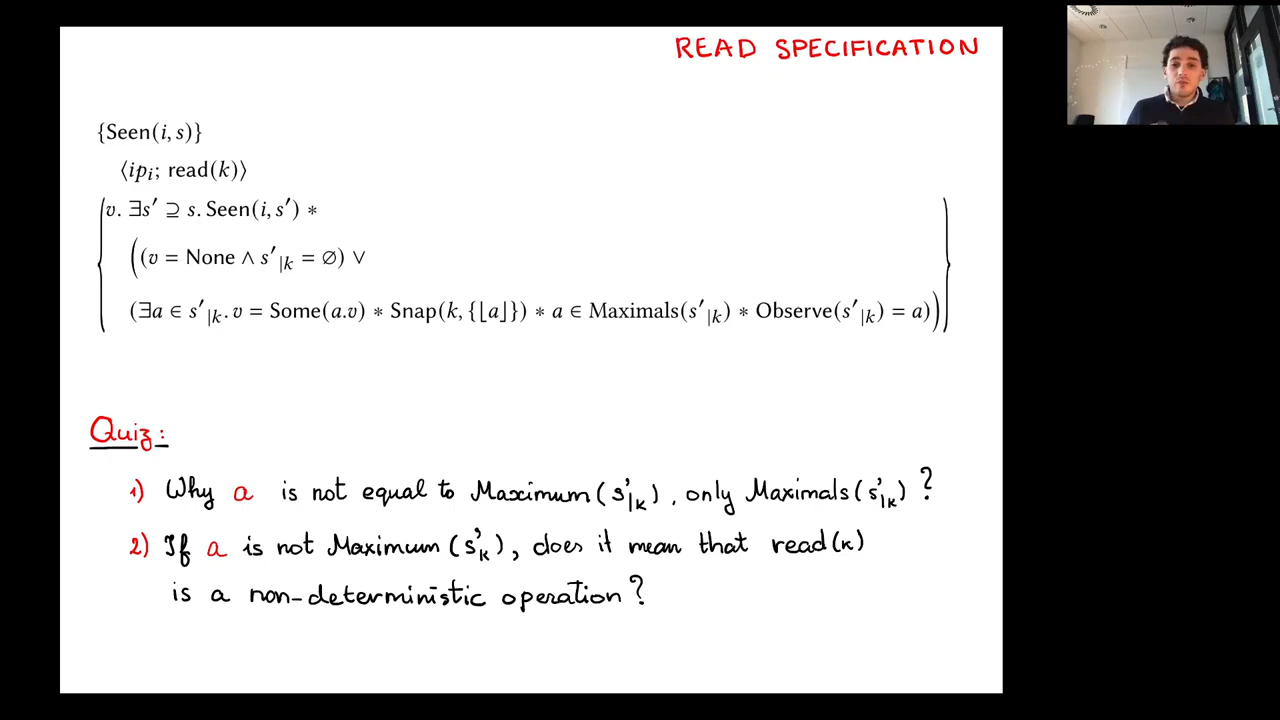 READ SPECIFICATION
{Seen(i, s)}
⟨ip_i; read(k)⟩
{v. ∃s′ ⊇ s. Seen(i, s′) ∗
((v = None ∧ s′_{|k} = ∅) ∨
(∃a ∈ s′_{|k}. v = Some(a.v) ∗ Snap(k, {⌊a⌋}) ∗ a ∈ Maximals(s′_{|k}) ∗ Observe(s′_{|k}) = a))}
Quiz:
1) Why a is not equal to Maximum(s′_{|k}), only Maximals(s′_{|k})?
2) If a is not Maximum(s′_k), does it mean that read(k)
is a non-deterministic operation?